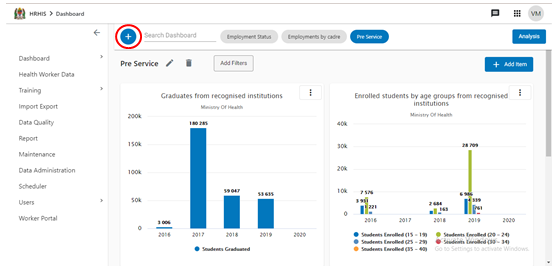 HRHIS > Dashboard
VM
Search Dashboard
Employment Status
Employments by cadre
Pre Service
Analysis
Dashboard
Health Worker Data
Training
Import Export
Data Quality
Report
Maintenance
Data Administration
Scheduler
Users
Worker Portal
Pre Service
Add Filters
+ Add Item
Graduates from recognised institutions
Ministry Of Health
200k
150k
100k
50k
0
3 006
180 285
59 047
53 635
2016
2017
2018
2019
2020
Students Graduated
Enrolled students by age groups from recognised
institutions
Ministry Of Health
40k
30k
20k
10k
0
7 576
1 221
2 684
163
28 709
6 986
4 339
761
2016
2017
2018
2019
2020
Students Enrolled (15 – 19)
Students Enrolled (20 – 24)
Students Enrolled (25 – 29)
Students Enrolled (30 – 34)
Students Enrolled (35 – 40)
Go to Settings to activate Windows.